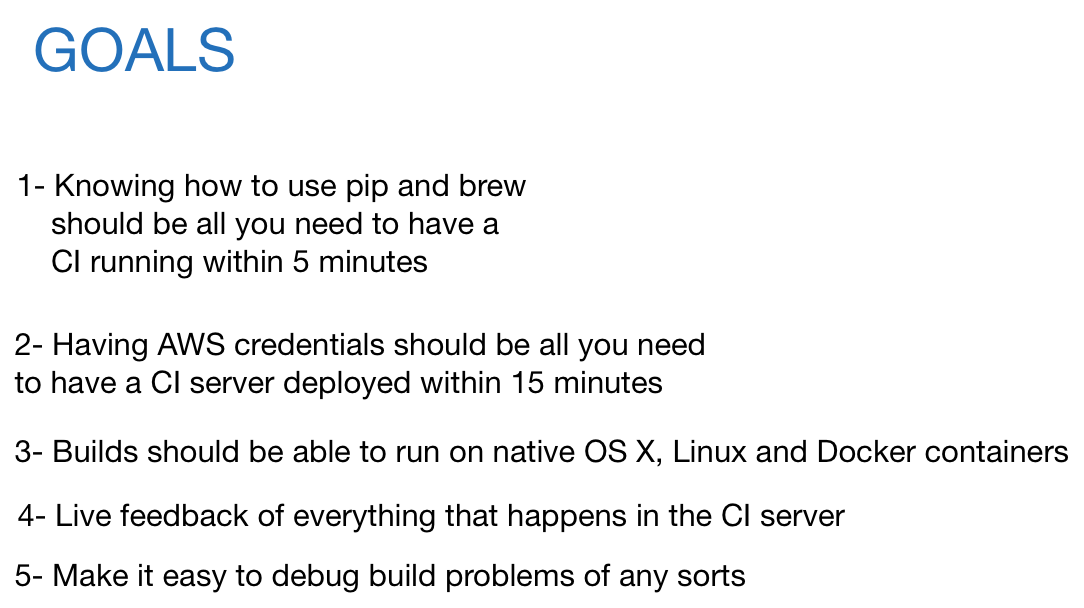 GOALS
1- Knowing how to use pip and brew
should be all you need to have a
CI running within 5 minutes
2- Having AWS credentials should be all you need
to have a CI server deployed within 15 minutes
3- Builds should be able to run on native OS X, Linux and Docker containers
4- Live feedback of everything that happens in the CI server
5- Make it easy to debug build problems of any sorts